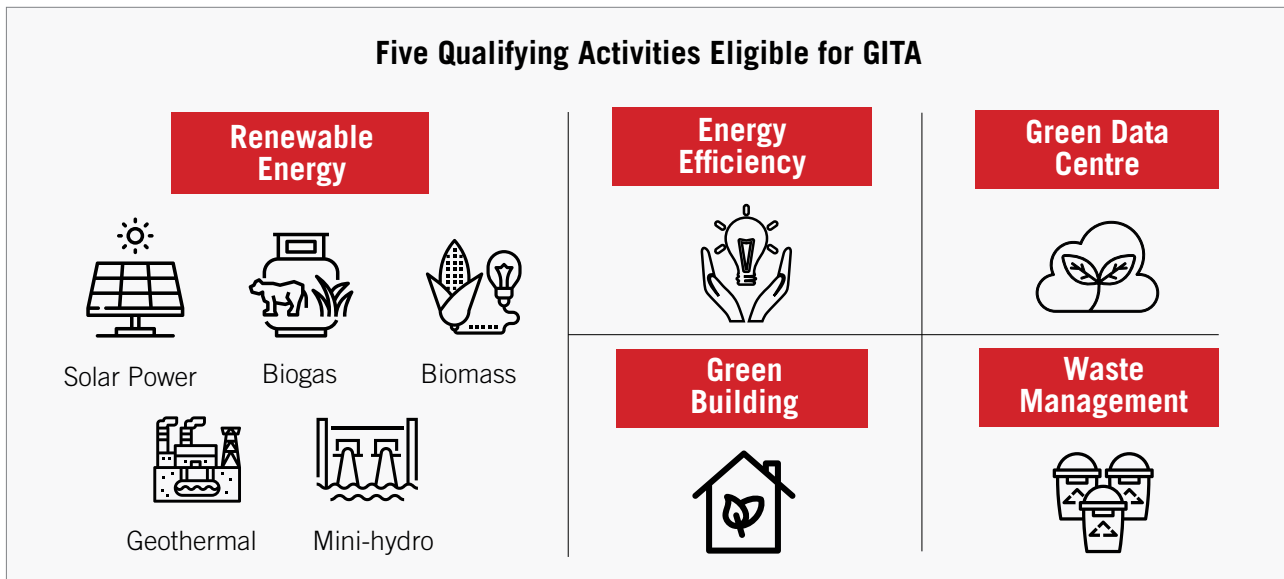 Five Qualifying Activities Eligible for GITA
Renewable
Energy
Solar Power
Biogas
Biomass
Geothermal
Mini-hydro
Energy
Efficiency
Green Data
Centre
Green
Building
Waste
Management